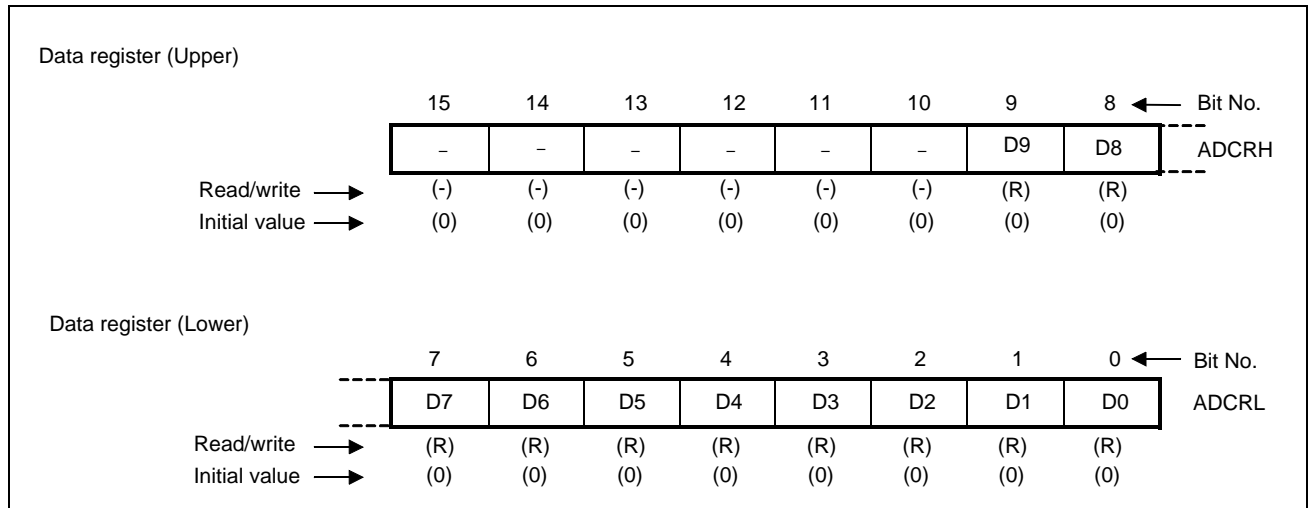 Data register (Upper)
15 14 13 12 11 10 9 8 Bit No.
– – – – – – D9 D8 ADCRH
Read/write (-) (-) (-) (-) (-) (-) (R) (R)
Initial value (0) (0) (0) (0) (0) (0) (0) (0)
Data register (Lower)
7 6 5 4 3 2 1 0 Bit No.
D7 D6 D5 D4 D3 D2 D1 D0 ADCRL
Read/write (R) (R) (R) (R) (R) (R) (R) (R)
Initial value (0) (0) (0) (0) (0) (0) (0) (0)